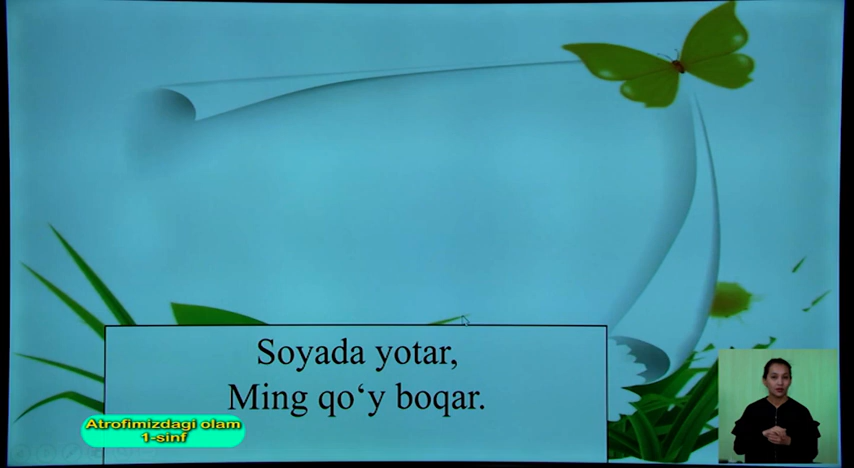 Soyada yotar,
Ming qo‘y boqar.
Atrofimizdagi olam
1-sinf